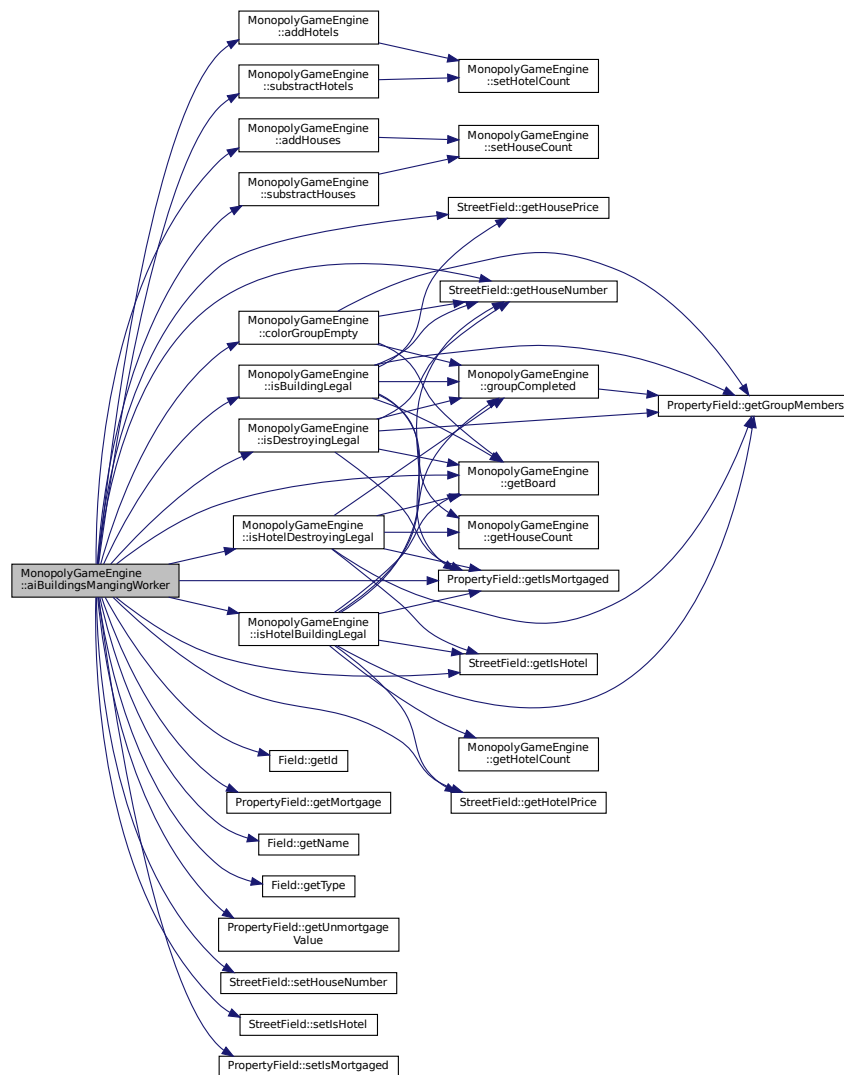 MonopolyGameEngine
::addHotels
MonopolyGameEngine
::substractHotels
MonopolyGameEngine
::setHotelCount
MonopolyGameEngine
::addHouses
MonopolyGameEngine
::setHouseCount
MonopolyGameEngine
::substractHouses
StreetField::getHousePrice
StreetField::getHouseNumber
MonopolyGameEngine
::colorGroupEmpty
MonopolyGameEngine
::isBuildingLegal
MonopolyGameEngine
::groupCompleted
PropertyField::getGroupMembers
MonopolyGameEngine
::isDestroyingLegal
MonopolyGameEngine
::getBoard
MonopolyGameEngine
::isHotelDestroyingLegal
MonopolyGameEngine
::getHouseCount
MonopolyGameEngine
::aiBuildingsMangingWorker
PropertyField::getIsMortgaged
MonopolyGameEngine
::isHotelBuildingLegal
StreetField::getIsHotel
Field::getId
MonopolyGameEngine
::getHotelCount
PropertyField::getMortgage
StreetField::getHotelPrice
Field::getName
Field::getType
PropertyField::getUnmortgage
Value
StreetField::setHouseNumber
StreetField::setIsHotel
PropertyField::setIsMortgaged